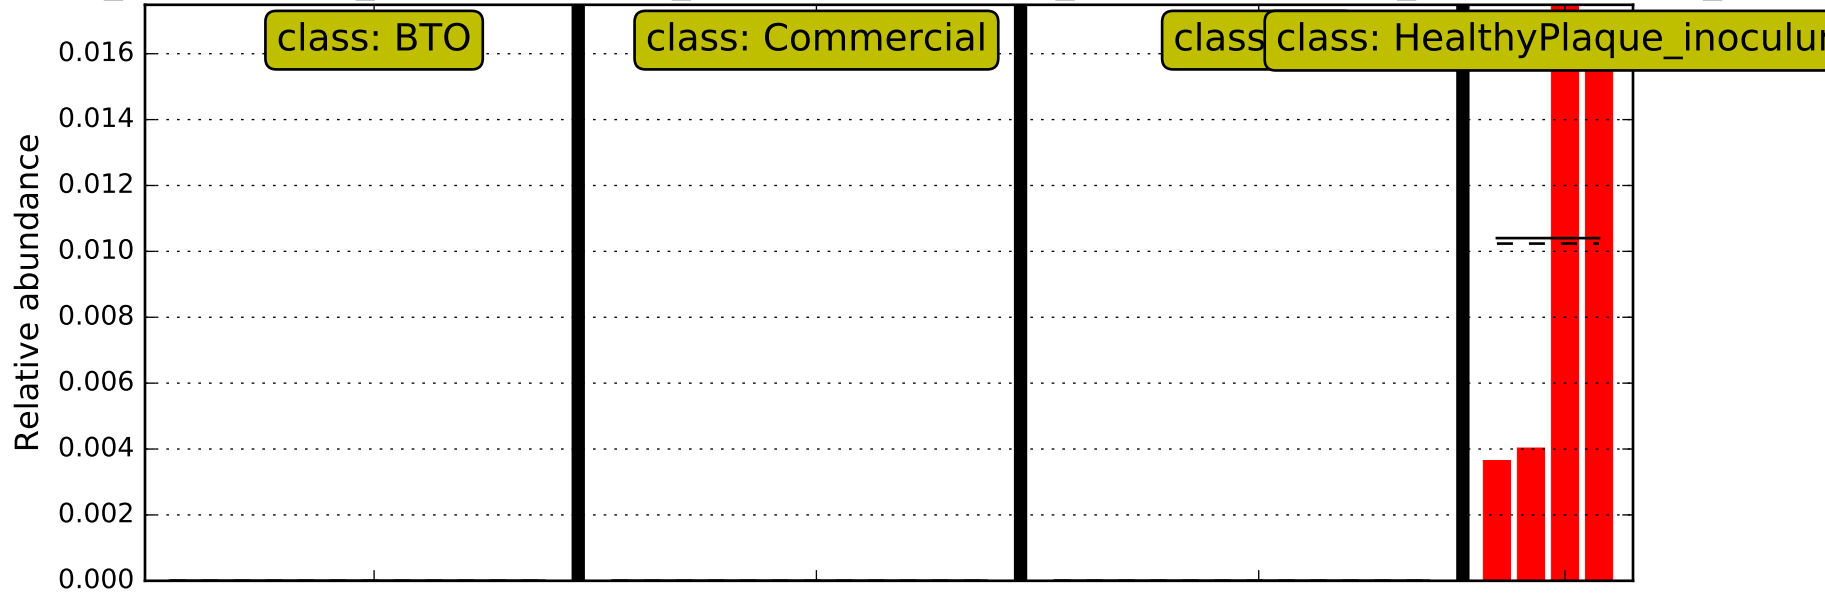 class: BTO
class: Commercial
class
class: HealthyPlaque_inoculu
0.016
0.014
0.012
0.010
0.008
0.006
0.004
0.002
0.000
Relative abundance